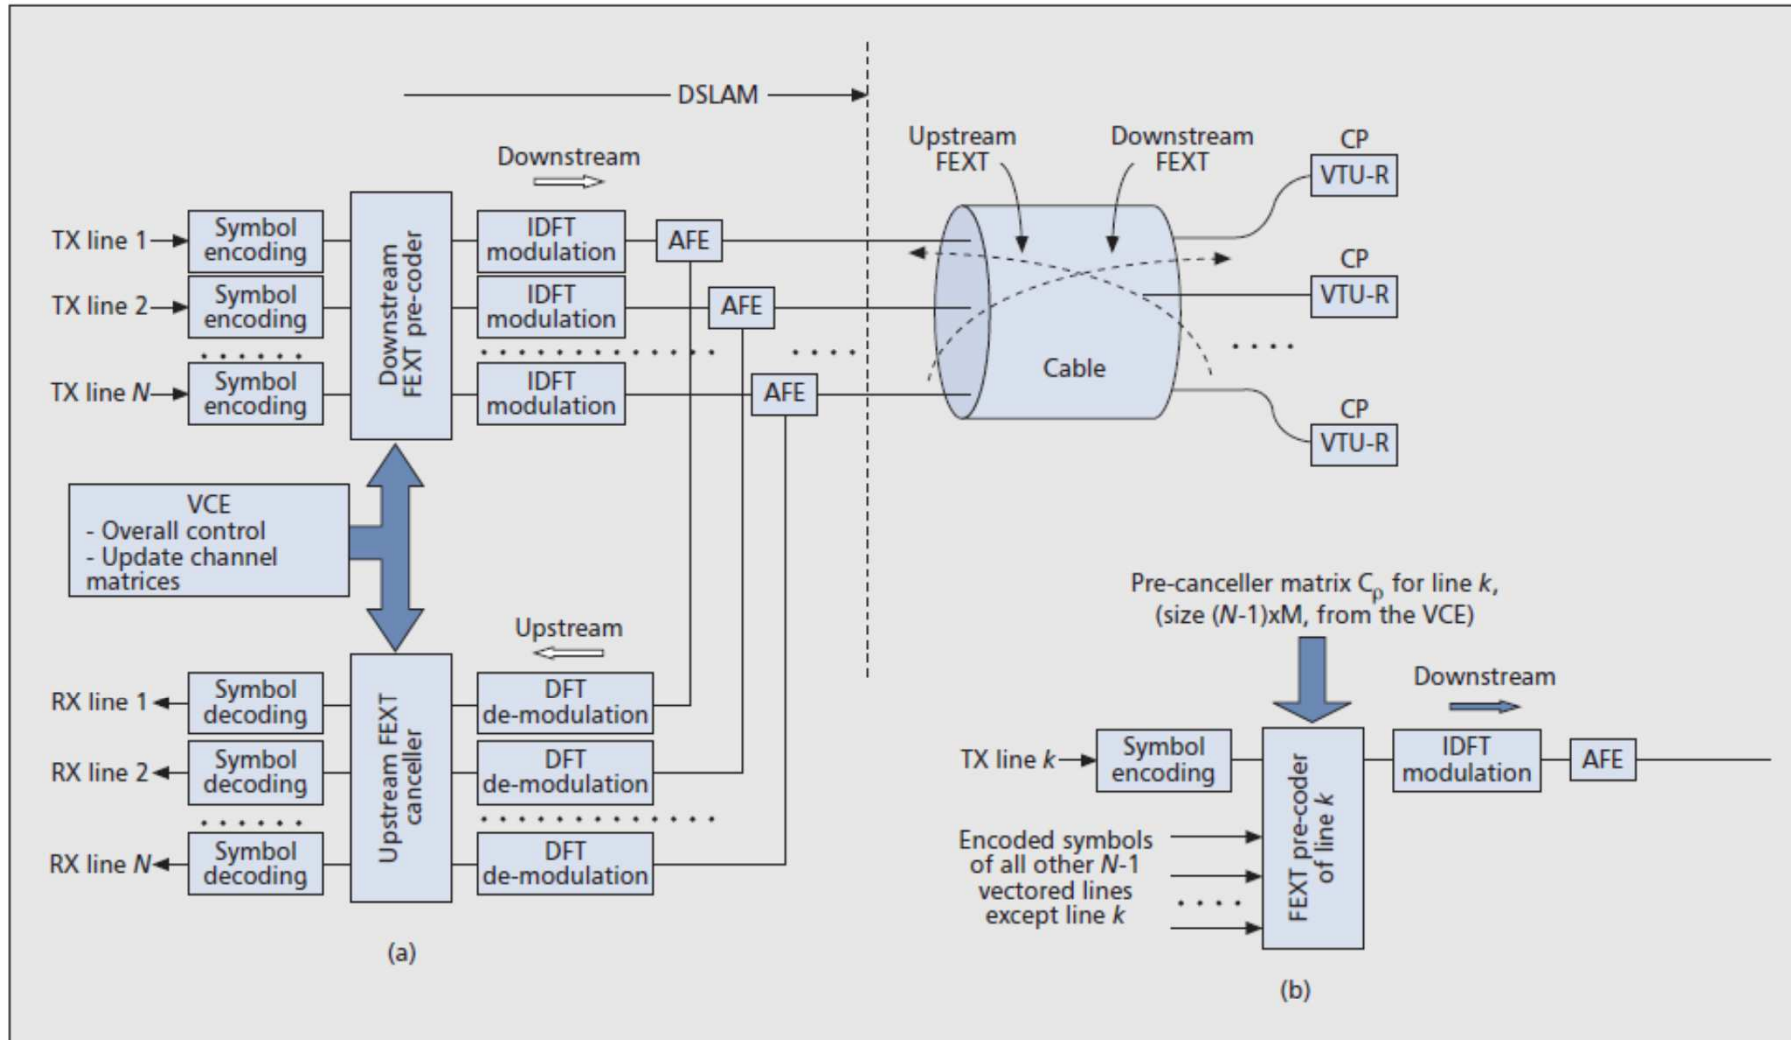 DSLAM
Downstream
Upstream
FEXT
Downstream
FEXT
CP
VTU-R
TX line 1
Symbol
encoding
Downstream
FEXT pre-coder
IDFT
modulation
AFE
TX line 2
Symbol
encoding
IDFT
modulation
AFE
CP
VTU-R
TX line N
Symbol
encoding
IDFT
modulation
AFE
Cable
CP
VTU-R
VCE
- Overall control
- Update channel
matrices
Upstream
RX line 1
Symbol
decoding
Upstream FEXT
canceller
DFT
de-modulation
RX line 2
Symbol
decoding
DFT
de-modulation
RX line N
Symbol
decoding
DFT
de-modulation
(a)
Pre-canceller matrix Cρ for line k,
(size (N-1)xM, from the VCE)
Downstream
TX line k
Symbol
encoding
FEXT pre-coder
of line k
IDFT
modulation
AFE
Encoded symbols
of all other N-1
vectored lines
except line k
(b)